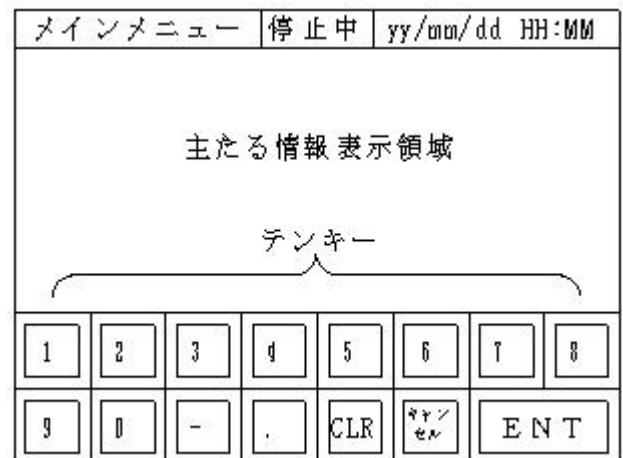 メインメニュー 停止中 yy/mm/dd HH:MM
主たる情報表示領域
テンキー
1 2 3 4 5 6 7 8
9 0 - . CLR キャンセル ENT